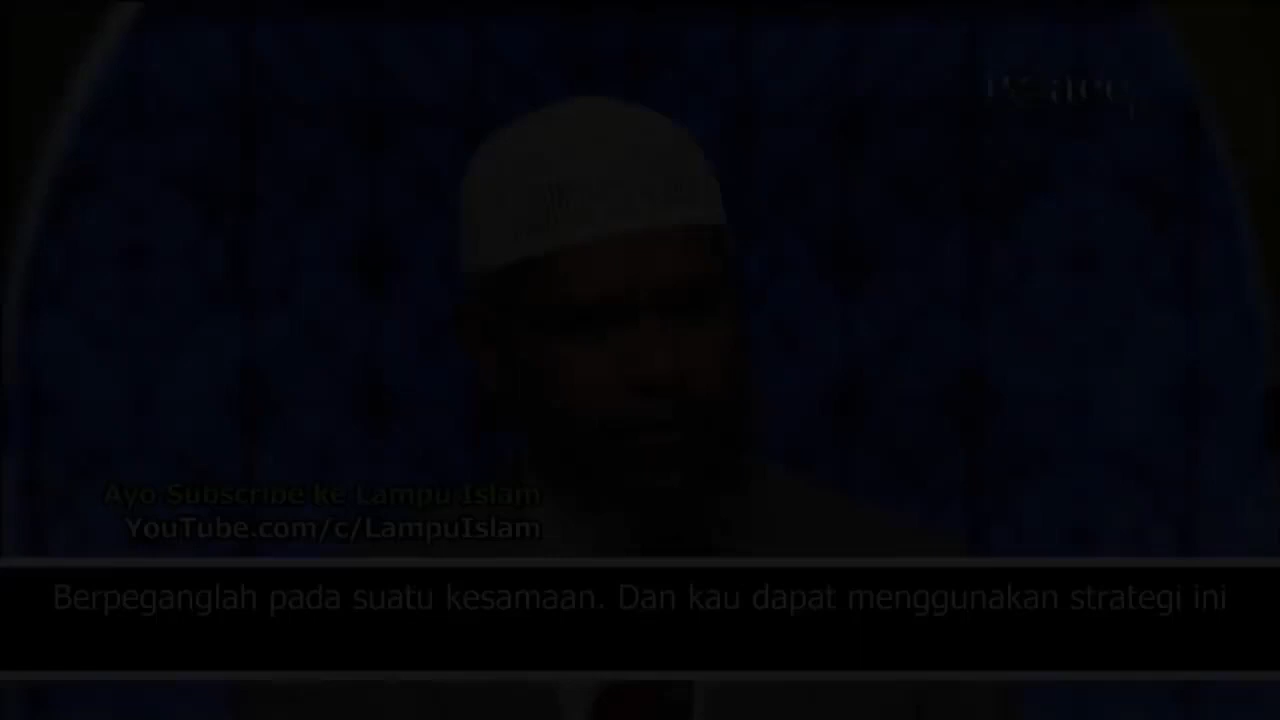 Ayo Subscribe ke Lampu Islam
YouTube.com/c/LampuIslam
Berpeganglah pada suatu kesamaan. Dan kau dapat menggunakan strategi ini